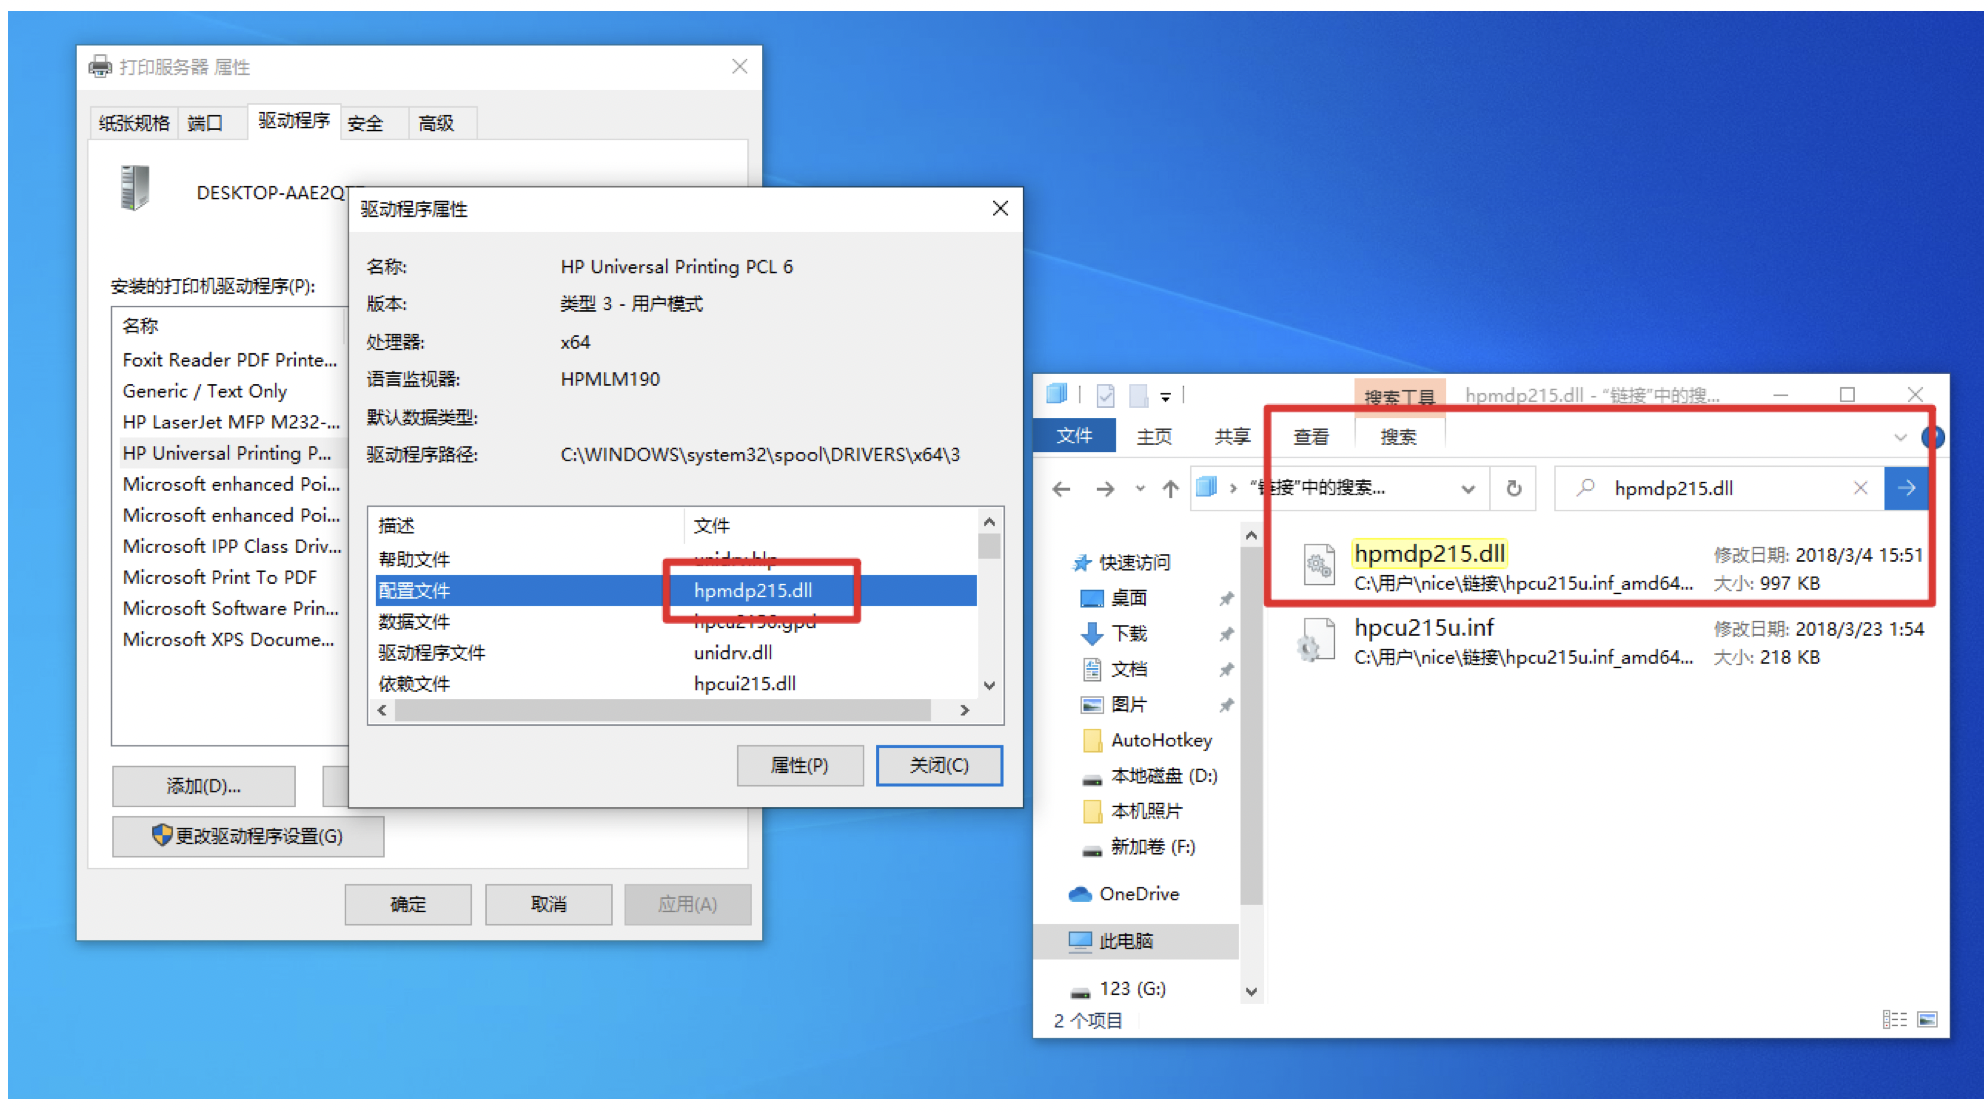 打印服务器 属性
纸张规格 端口 驱动程序 安全 高级
DESKTOP-AAE2QT
安装的打印机驱动程序(P):
名称
Foxit Reader PDF Printe...
Generic / Text Only
HP LaserJet MFP M232-...
HP Universal Printing P...
Microsoft enhanced Poi...
Microsoft enhanced Poi...
Microsoft IPP Class Driv...
Microsoft Print To PDF
Microsoft Software Prin...
Microsoft XPS Docume...
添加(D)...
更改驱动程序设置(G)
确定 取消 应用(A)
驱动程序属性
名称: HP Universal Printing PCL 6
版本: 类型 3 - 用户模式
处理器: x64
语言监视器: HPMLM190
默认数据类型:
驱动程序路径: C:\WINDOWS\system32\spool\DRIVERS\x64\3
描述 文件
帮助文件 unidrv.hlp
配置文件 hpmdp215.dll
数据文件
驱动程序文件 unidrv.dll
依赖文件 hpcui215.dll
属性(P) 关闭(C)
搜索工具 hpmdp215.dll - “链接”中的搜...
文件 主页 共享 查看 搜索
“链接”中的搜索... hpmdp215.dll
快速访问
桌面
下载
文档
图片
AutoHotkey
本地磁盘 (D:)
本机照片
新加卷 (F:)
OneDrive
此电脑
123 (G:)
hpmdp215.dll 修改日期: 2018/3/4 15:51
C:\用户\nice\链接\hpcu215u.inf_amd64... 大小: 997 KB
hpcu215u.inf 修改日期: 2018/3/23 1:54
C:\用户\nice\链接\hpcu215u.inf_amd64... 大小: 218 KB
2 个项目